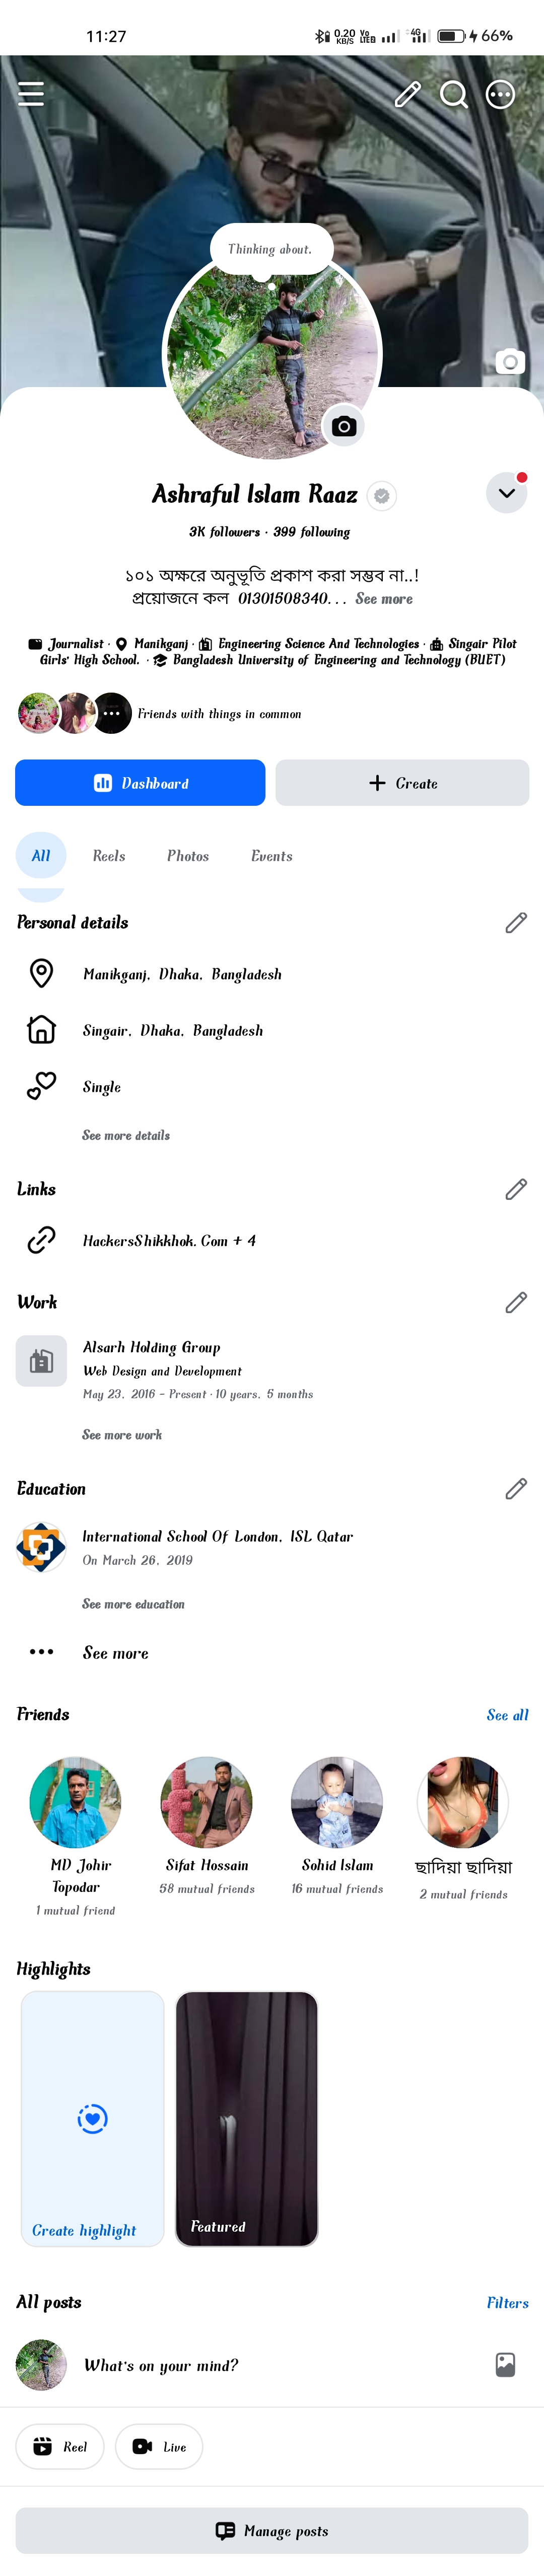 11:27
0.20 KB/S
Vo LTE2
4G
66%
Thinking about.
Ashraful Islam Raaz
3K followers · 399 following
১০১ অক্ষরে অনুভূতি প্রকাশ করা সম্ভব না..!
প্রয়োজনে কল 01301508340... See more
Journalist · Manikganj · Engineering Science And Technologies · Singair Pilot
Girls' High School. · Bangladesh University of Engineering and Technology (BUET)
Friends with things in common
Dashboard
Create
All Reels Photos Events
Personal details
Manikganj, Dhaka, Bangladesh
Singair, Dhaka, Bangladesh
Single
See more details
Links
HackersShikkhok.Com + 4
Work
Alsarh Holding Group
Web Design and Development
May 23, 2016 - Present · 10 years, 5 months
See more work
Education
International School Of London, ISL Qatar
On March 26, 2019
See more education
See more
Friends See all
MD Johir
Topodar
1 mutual friend
Sifat Hossain
58 mutual friends
Sohid Islam
16 mutual friends
ছাদিয়া ছাদিয়া
2 mutual friends
Highlights
Create highlight
Featured
All posts Filters
What's on your mind?
Reel Live
Manage posts